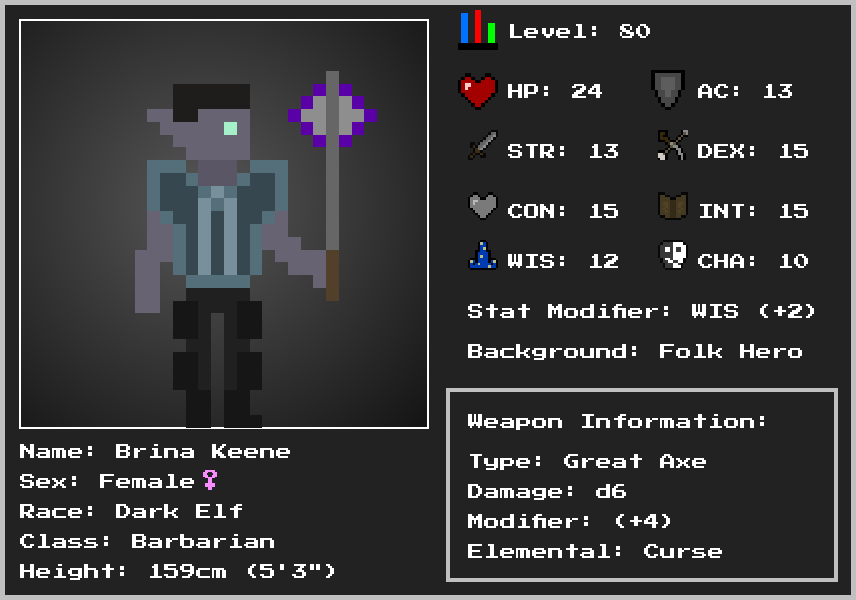 Level: 80
HP: 24 AC: 13
STR: 13 DEX: 15
CON: 15 INT: 15
WIS: 12 CHA: 10
Stat Modifier: WIS (+2)
Background: Folk Hero
Weapon Information:
Type: Great Axe
Damage: d6
Modifier: (+4)
Elemental: Curse
Name: Brina Keene
Sex: Female♀
Race: Dark Elf
Class: Barbarian
Height: 159cm (5'3")